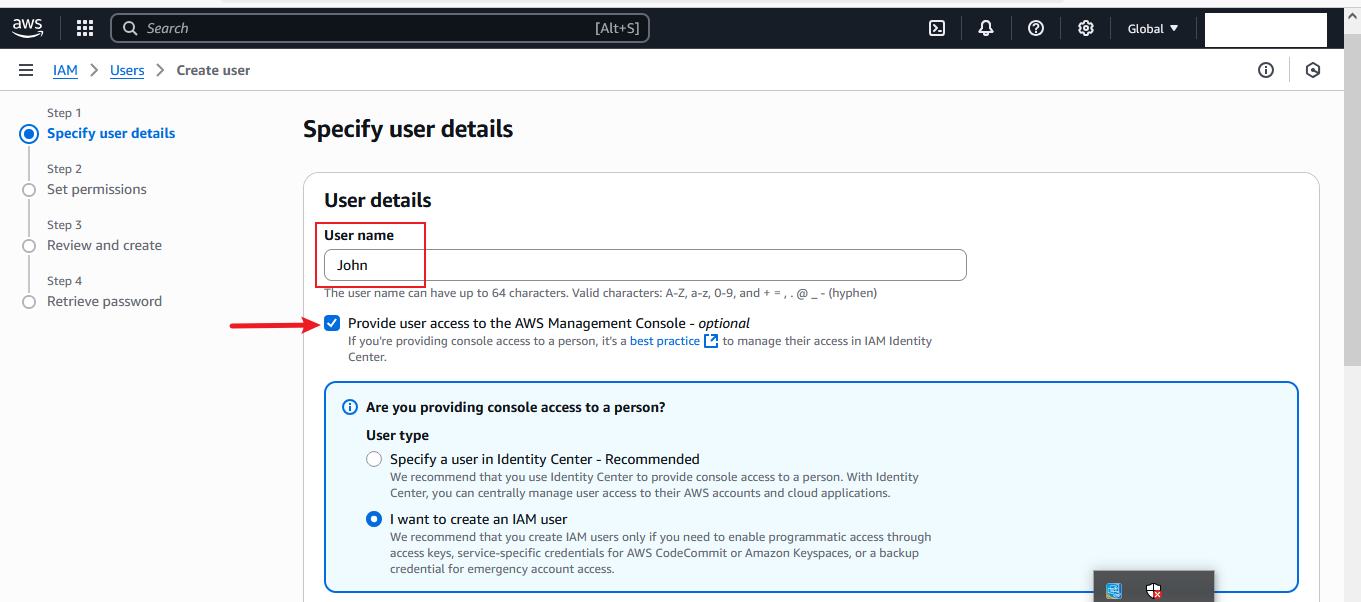 aws
Search [Alt+S]
Global
IAM > Users > Create user
Step 1
Specify user details
Step 2
Set permissions
Step 3
Review and create
Step 4
Retrieve password
Specify user details
User details
User name
John
The user name can have up to 64 characters. Valid characters: A-Z, a-z, 0-9, and + = , . @ _ - (hyphen)
Provide user access to the AWS Management Console - optional
If you're providing console access to a person, it's a best practice to manage their access in IAM Identity
Center.
Are you providing console access to a person?
User type
Specify a user in Identity Center - Recommended
We recommend that you use Identity Center to provide console access to a person. With Identity
Center, you can centrally manage user access to their AWS accounts and cloud applications.
I want to create an IAM user
We recommend that you create IAM users only if you need to enable programmatic access through
access keys, service-specific credentials for AWS CodeCommit or Amazon Keyspaces, or a backup
credential for emergency account access.